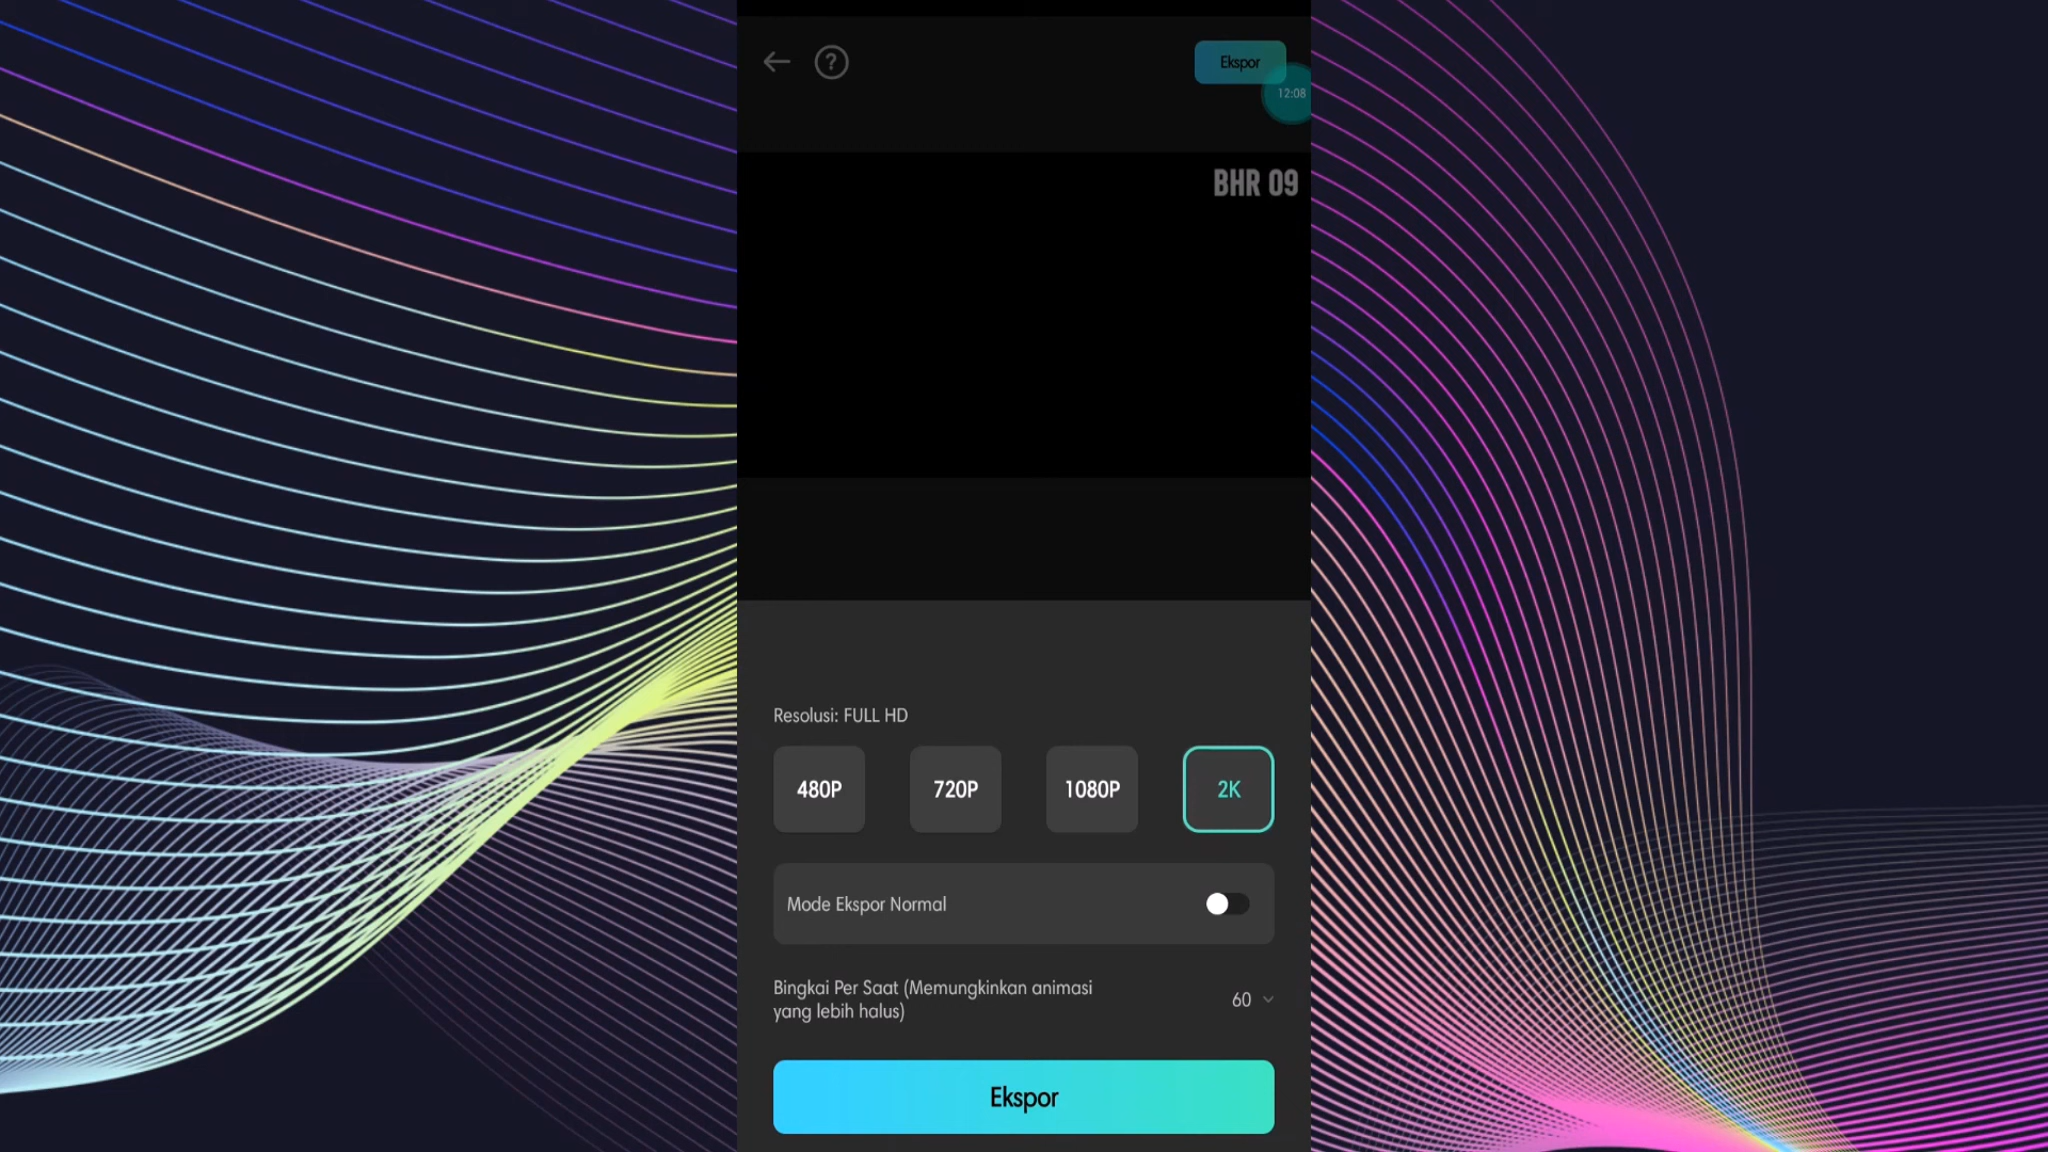 ?
Ekspor
12:08
BHR 09
Resolusi: FULL HD
480P
720P
1080P
2K
Mode Ekspor Normal
Bingkai Per Saat (Memungkinkan animasi
yang lebih halus)
60
Ekspor